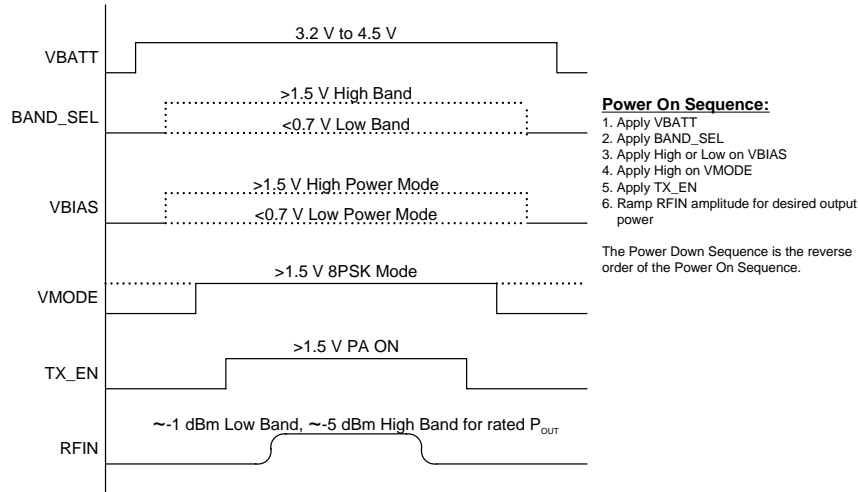 VBATT
3.2 V to 4.5 V
BAND_SEL
>1.5 V High Band
<0.7 V Low Band
VBIAS
>1.5 V High Power Mode
<0.7 V Low Power Mode
VMODE
>1.5 V 8PSK Mode
TX_EN
>1.5 V PA ON
RFIN
~-1 dBm Low Band, ~-5 dBm High Band for rated POUT
Power On Sequence:
1. Apply VBATT
2. Apply BAND_SEL
3. Apply High or Low on VBIAS
4. Apply High on VMODE
5. Apply TX_EN
6. Ramp RFIN amplitude for desired output
power
The Power Down Sequence is the reverse
order of the Power On Sequence.